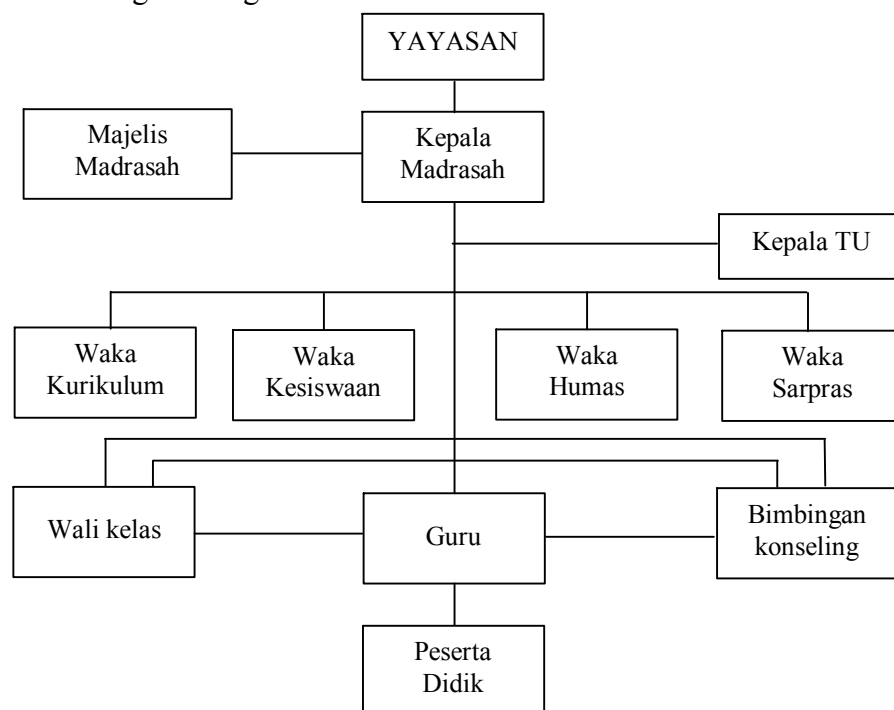 YAYASAN
Majelis
Madrasah
Kepala
Madrasah
Kepala TU
Waka
Kurikulum
Waka
Kesiswaan
Waka
Humas
Waka
Sarpras
Wali kelas
Guru
Bimbingan
konseling
Peserta
Didik